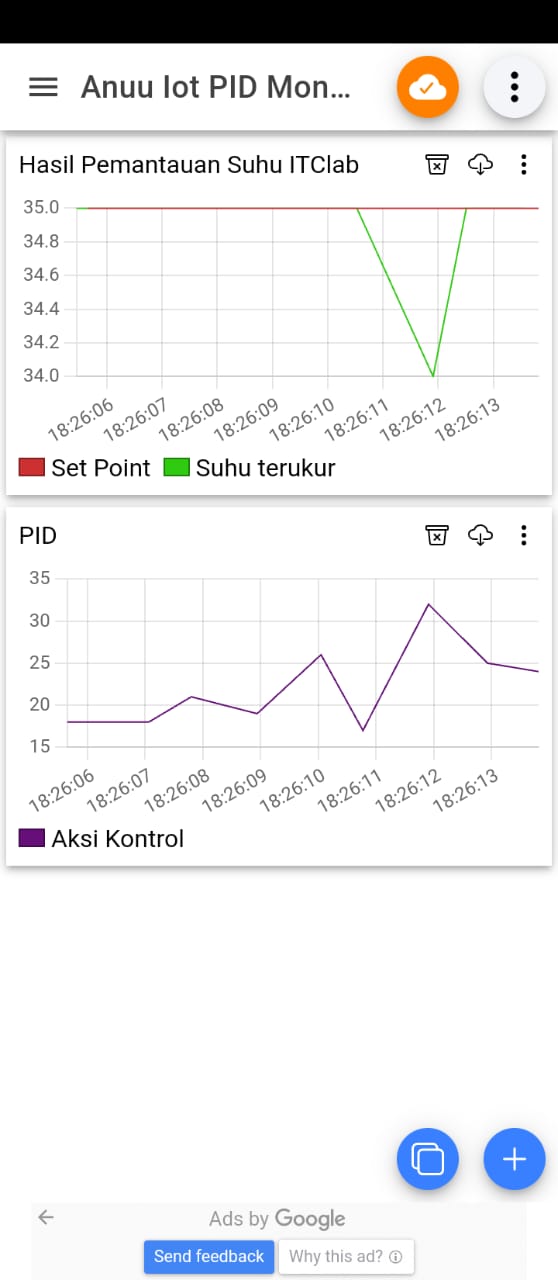 Anuu Iot PID Mon...
Hasil Pemantauan Suhu ITClab
35.0
34.8
34.6
34.4
34.2
34.0
18:26:06 18:26:07 18:26:08 18:26:09 18:26:10 18:26:11 18:26:12 18:26:13
Set Point Suhu terukur
PID
35
30
25
20
15
18:26:06 18:26:07 18:26:08 18:26:09 18:26:10 18:26:11 18:26:12 18:26:13
Aksi Kontrol
Ads by Google
Send feedback Why this ad?